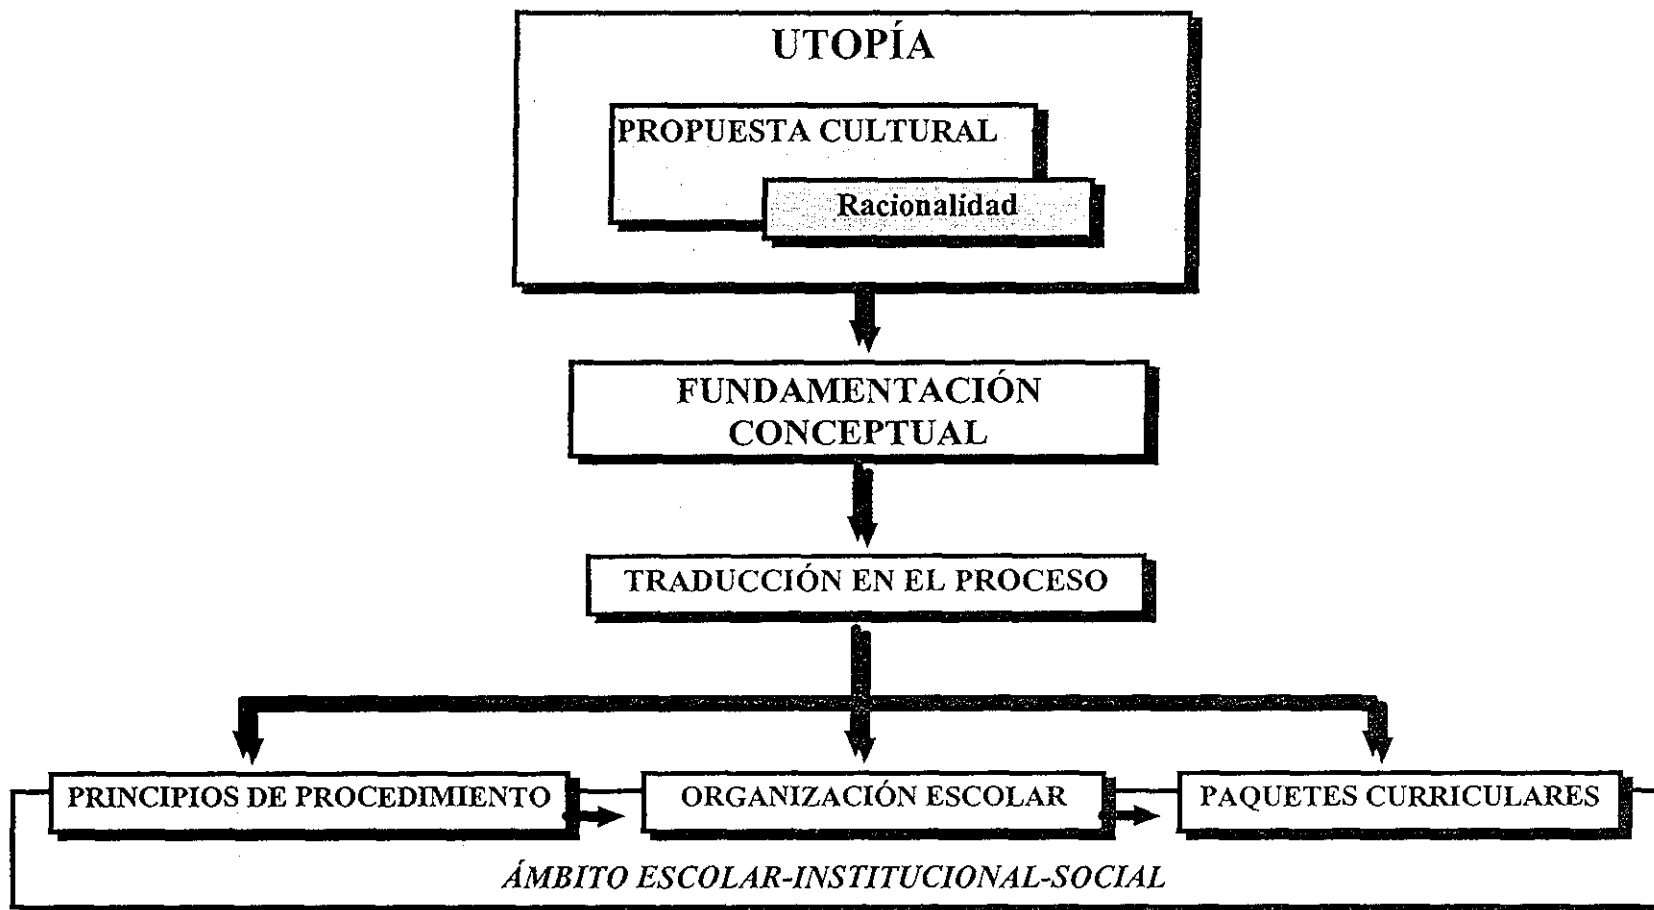 UTOPÍA
PROPUESTA CULTURAL
Racionalidad
FUNDAMENTACIÓN
CONCEPTUAL
TRADUCCIÓN EN EL PROCESO
PRINCIPIOS DE PROCEDIMIENTO
ORGANIZACIÓN ESCOLAR
PAQUETES CURRICULARES
ÁMBITO ESCOLAR-INSTITUCIONAL-SOCIAL